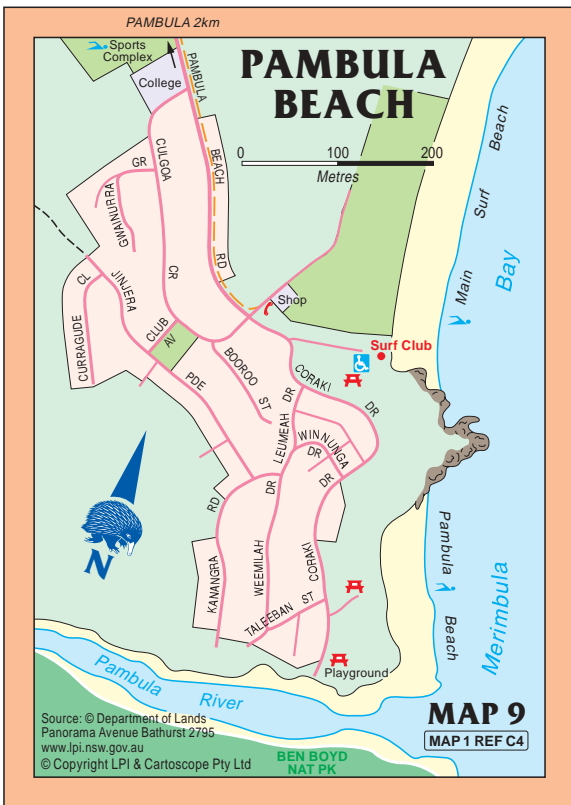 PAMBULA 2km
Sports
Complex
College
PAMBULA
BEACH
0 100 200
Metres
PAMBULA
BEACH
RD
CULGOA
CR
GR
GWAINURRA
JINJERA
PDE
CL
CURRAGUDE
CLUB
AV
Shop
Surf Club
BOOROO
ST
CORAKI
DR
LEUMEAH
DR
WINNUNGA
DR
DR
DR
RD
KANANGRA
WEEMILAH
CORAKI
TALEEBAN ST
Playground
Main Surf Beach
Bay
Merimbula
Pambula Beach
N
Pambula River
Source: © Department of Lands
Panorama Avenue Bathurst 2795
www.lpi.nsw.gov.au
© Copyright LPI & Cartoscope Pty Ltd
BEN BOYD
NAT PK
MAP 9
MAP 1 REF C4